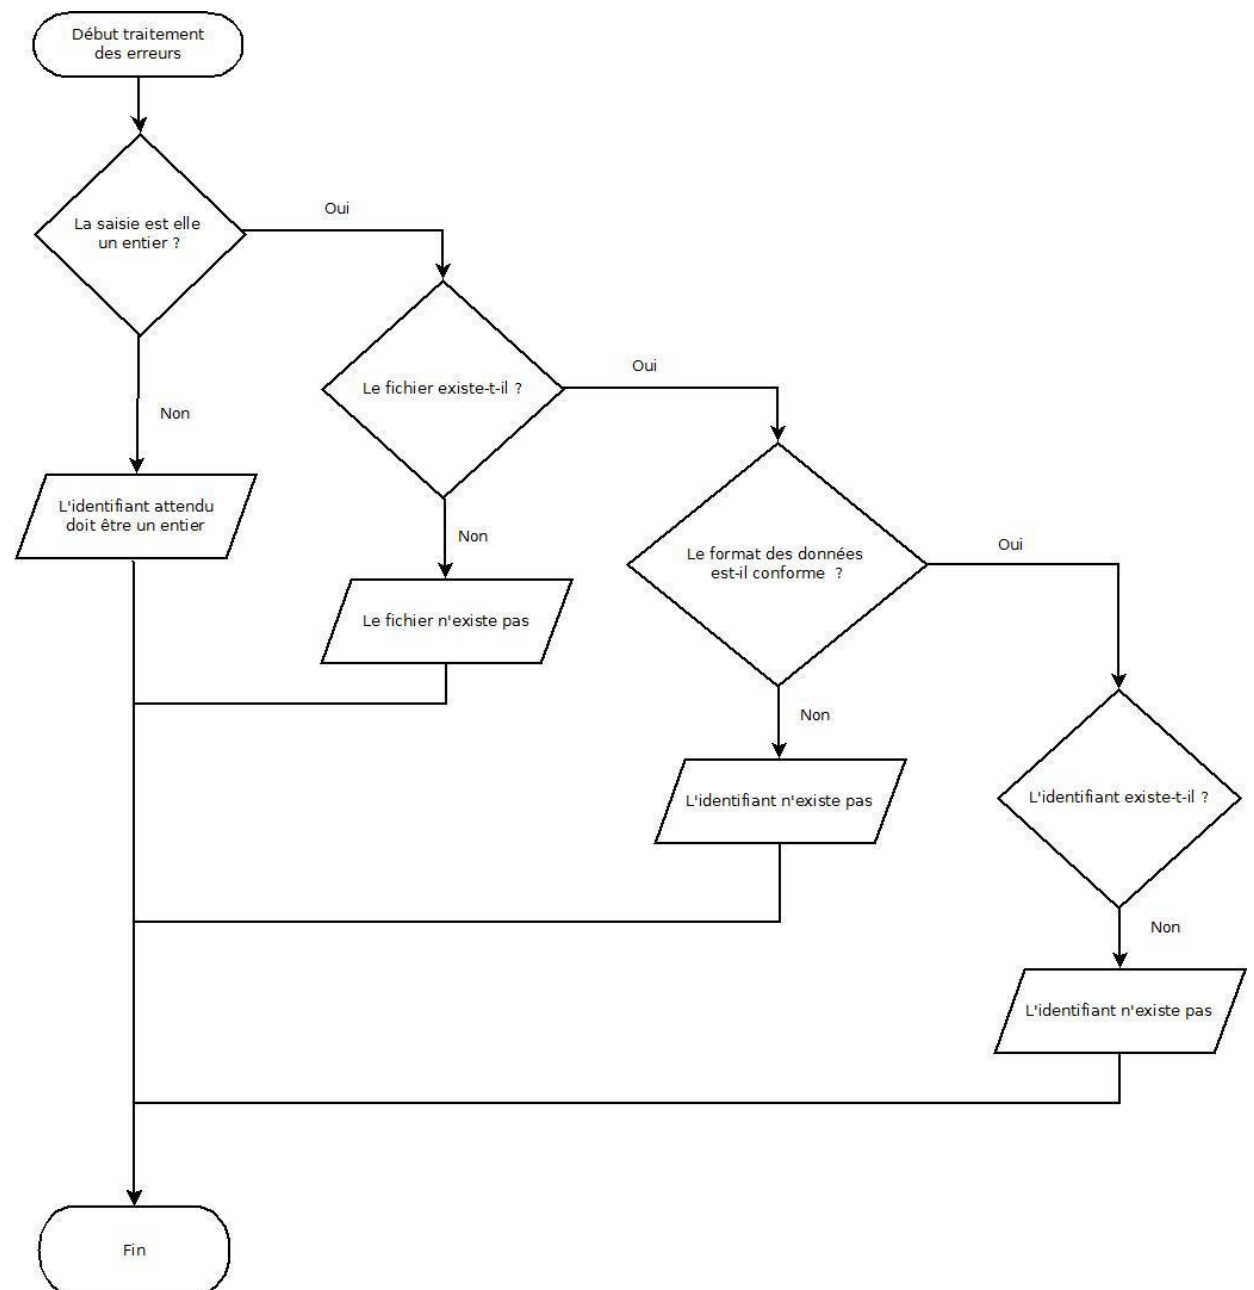 Début traitement
des erreurs
La saisie est elle
un entier ?
Oui
Le fichier existe-t-il ?
Oui
Non
L'identifiant attendu
doit être un entier
Non
Le format des données
est-il conforme  ?
Oui
Le fichier n'existe pas
Non
L'identifiant n'existe pas
L'identifiant existe-t-il ?
Non
L'identifiant n'existe pas
Fin